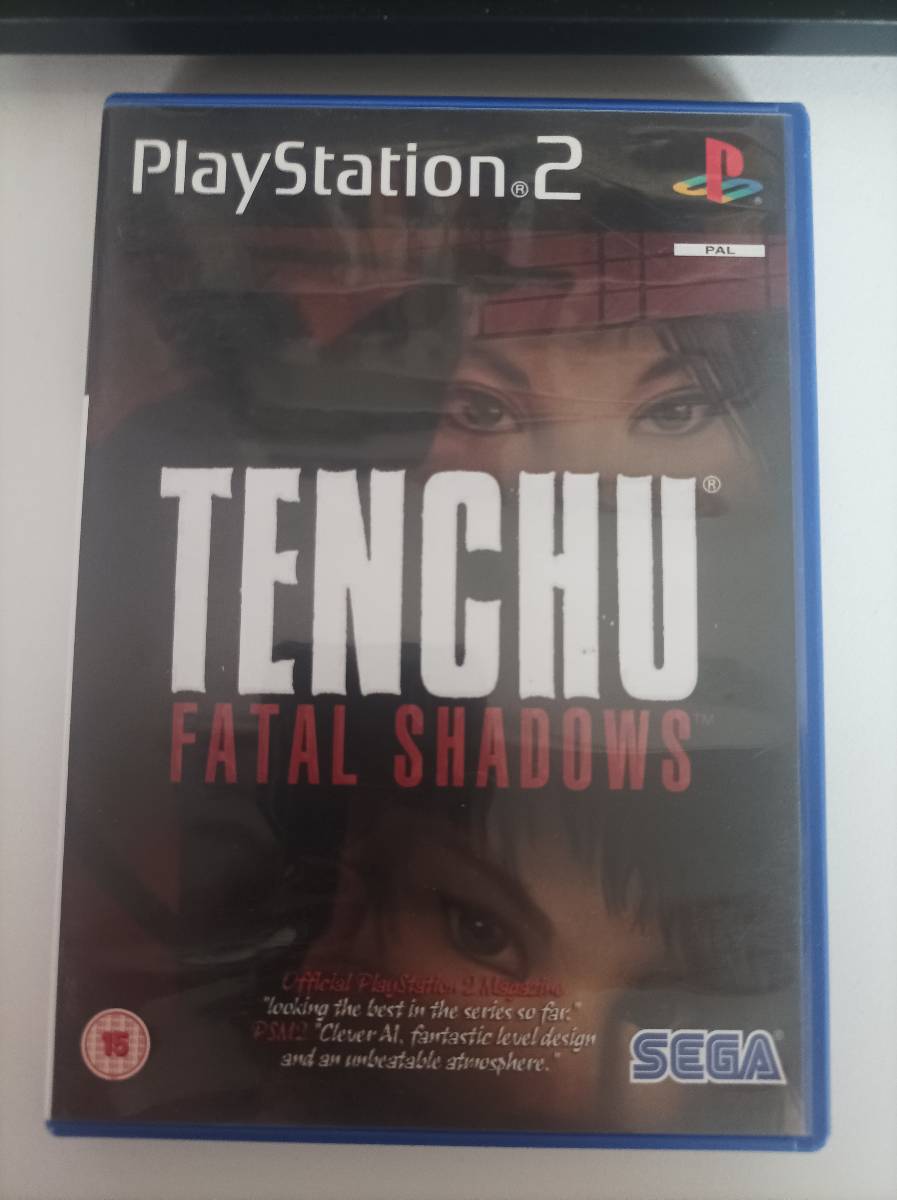 PlayStation®2
PAL
TENCHU®
FATAL SHADOWS™
Official PlayStation 2 Magazine
"looking the best in the series so far."
PSM2 "Clever AI, fantastic level design
and an unbeatable atmosphere."
15
SEGA®